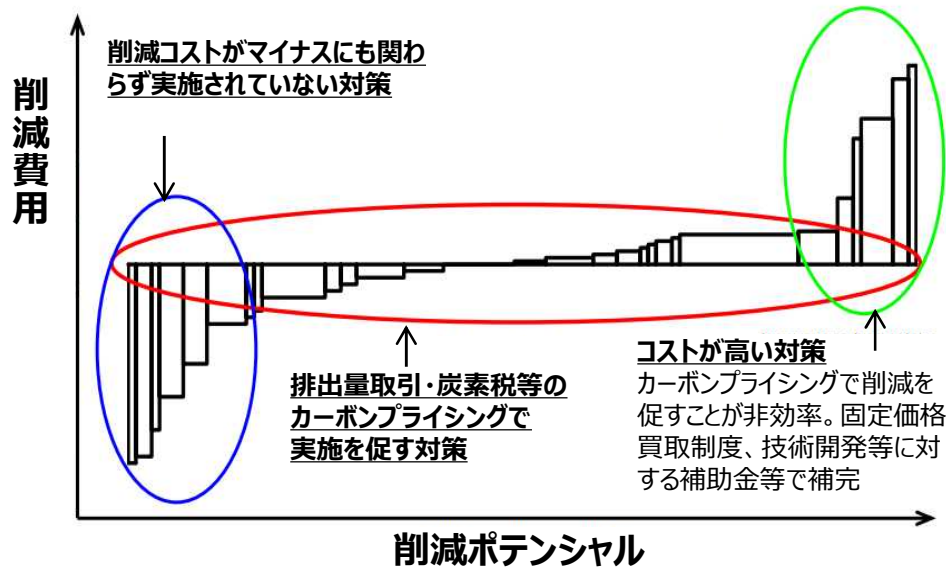 削減コストがマイナスにも関わ
らず実施されていない対策
削減費用
排出量取引・炭素税等の
カーボンプライシングで
実施を促す対策
コストが高い対策
カーボンプライシングで削減を
促すことが非効率。固定価格
買取制度、技術開発等に対
する補助金等で補完
削減ポテンシャル